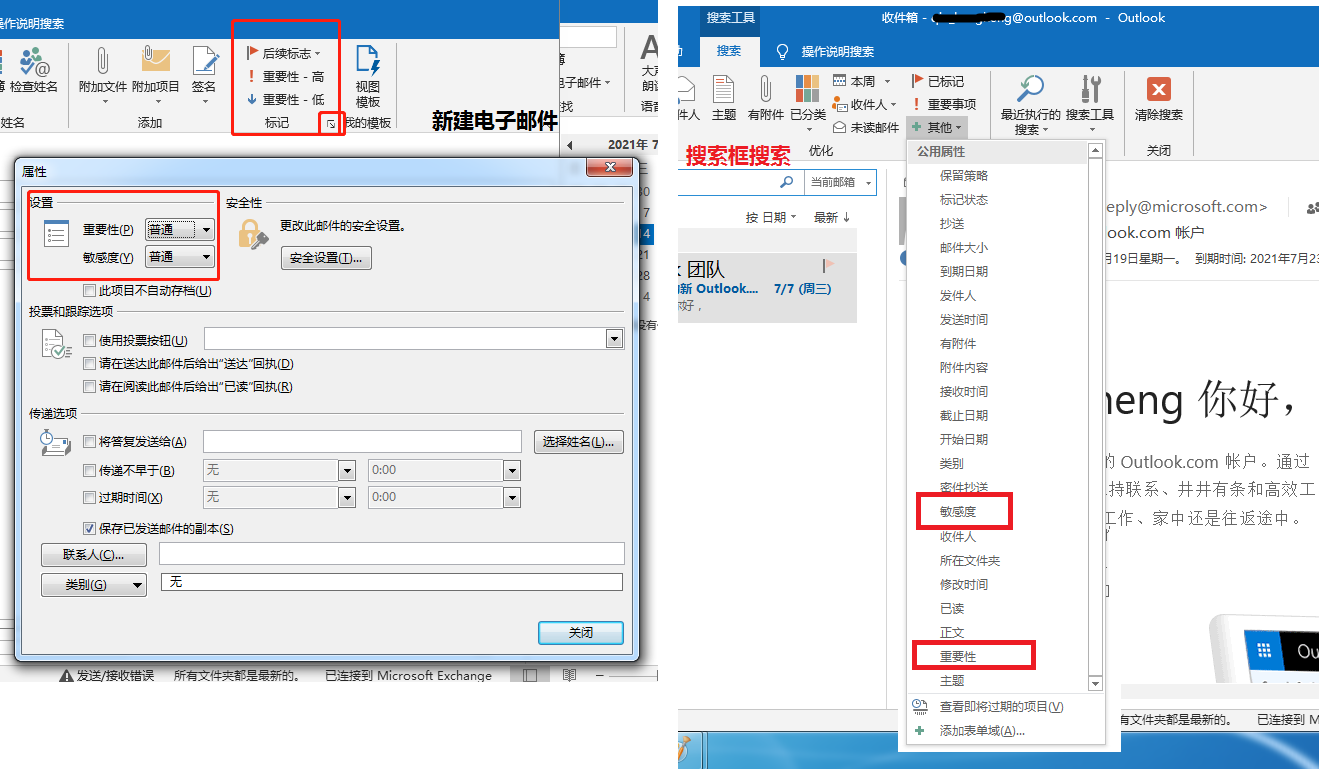 操作说明搜索
检查姓名
附加文件
附加项目
签名
后续标志
重要性 - 高
重要性 - 低
视图
模板
姓名
添加
标记
我的模板
新建电子邮件
2021年 7
属性
设置
重要性(P)
普通
敏感度(Y)
普通
此项目不自动存档(U)
安全性
更改此邮件的安全设置。
安全设置(T)...
投票和跟踪选项
使用投票按钮(U)
请在送达此邮件后给出“送达”回执(D)
请在阅读此邮件后给出“已读”回执(R)
传递选项
将答复发送给(A)
选择姓名(L)...
传递不早于(B)
无
0:00
过期时间(X)
无
0:00
保存已发送邮件的副本(S)
联系人(C)...
类别(G)
无
关闭
发送/接收错误
所有文件夹都是最新的。
已连接到 Microsoft Exchange
搜索工具
收件箱 -
@outlook.com - Outlook
搜索
操作说明搜索
件人
主题
有附件
已分类
本周
收件人
未读邮件
已标记
重要事项
其他
最近执行的
搜索
搜索工具
清除搜索
优化
关闭
搜索框搜索
当前邮箱
按 日期
最新 ↓
团队
新 Outlook....
7/7 (周三)
你好，
公用属性
保留策略
标记状态
抄送
邮件大小
到期日期
发件人
发送时间
有附件
附件内容
接收时间
截止日期
开始日期
类别
密件抄送
敏感度
收件人
所在文件夹
修改时间
已读
正文
重要性
主题
查看即将过期的项目(V)
添加表单域(A)...
eply@microsoft.com>
ook.com 帐户
月19日星期一。 到期时间: 2021年7月23
heng 你好，
的 Outlook.com 帐户。通过
持联系、井井有条和高效工
工作、家中还是往返途中。
Ou
有文件夹都是最新的。
已连接到 M